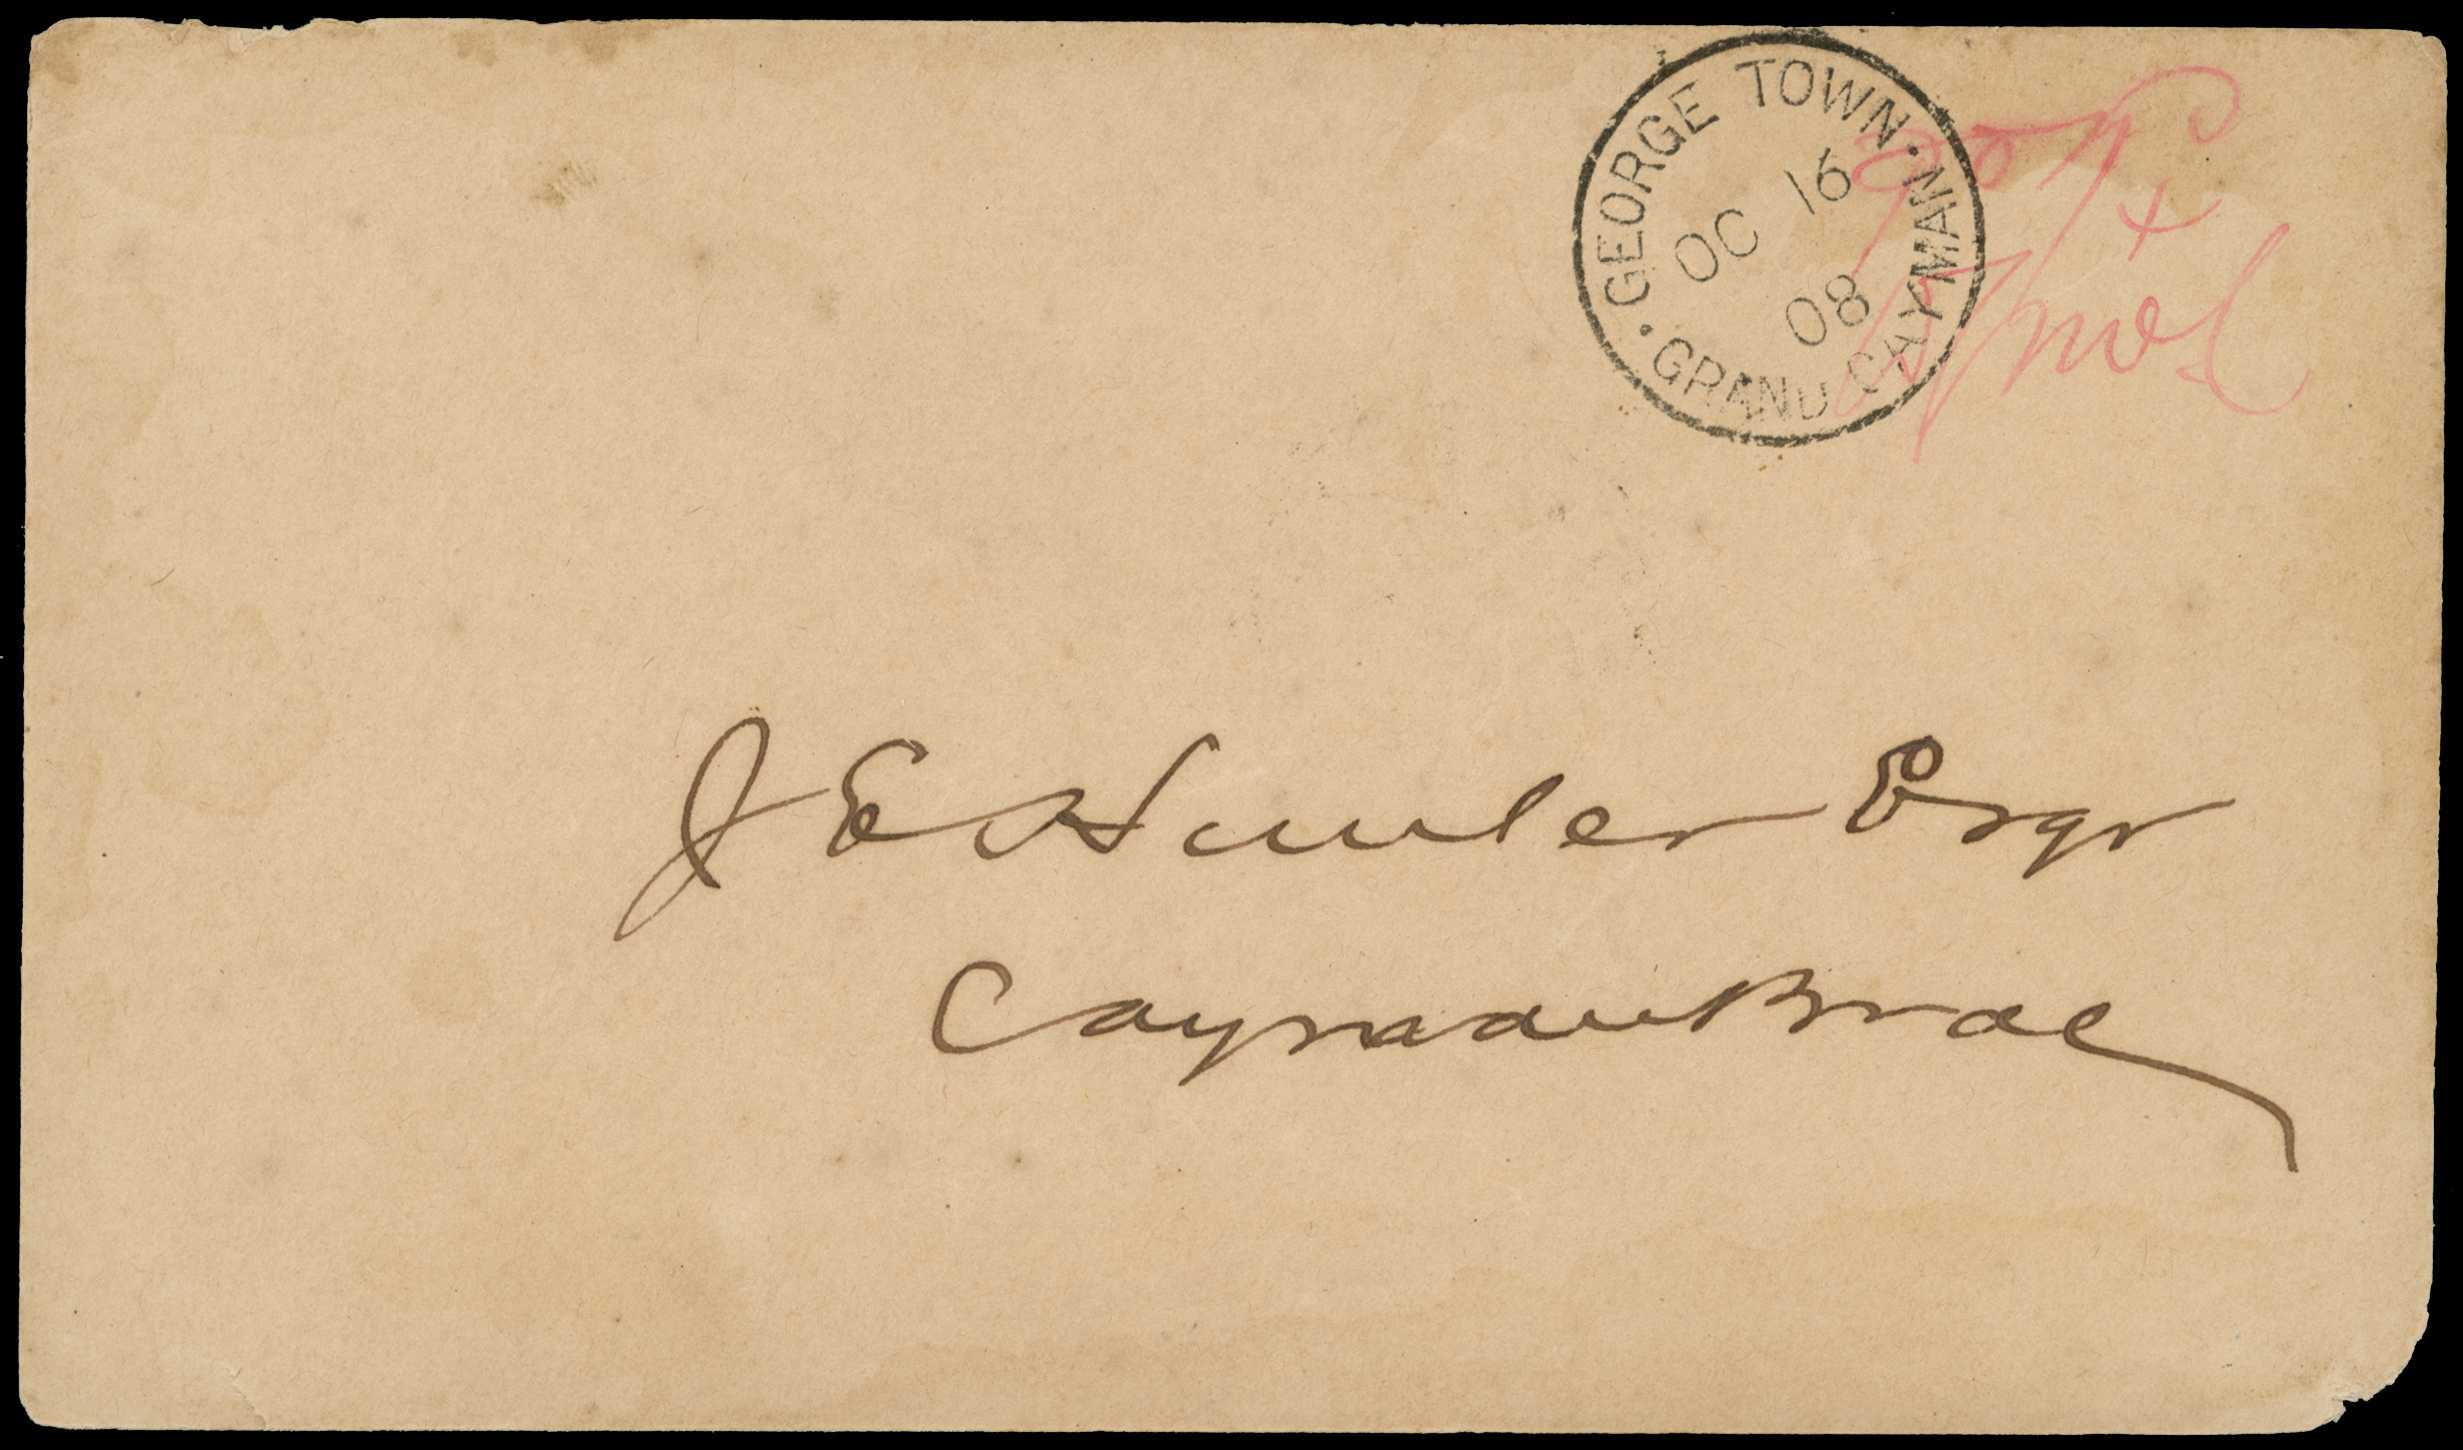 · GEORGE TOWN · GRAND CAYMAN
OC 16
08
J E Hunter Esqr
Cayman Brac